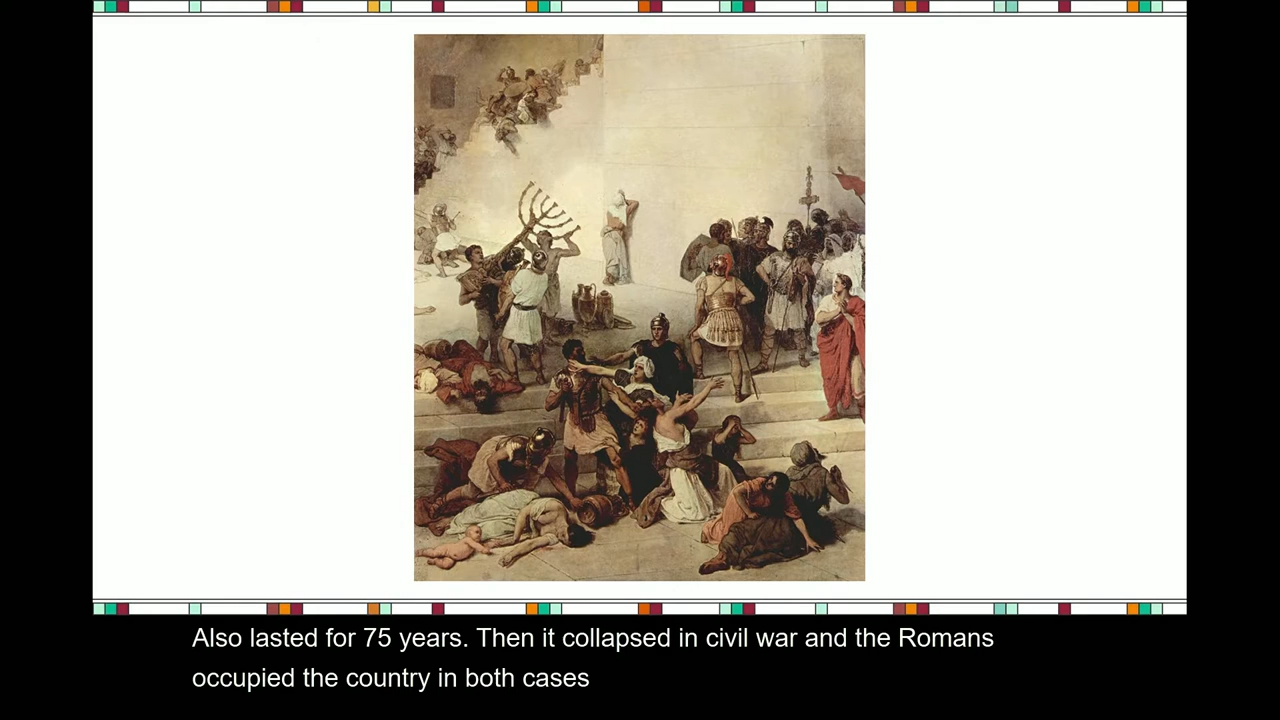 Also lasted for 75 years. Then it collapsed in civil war and the Romans
occupied the country in both cases